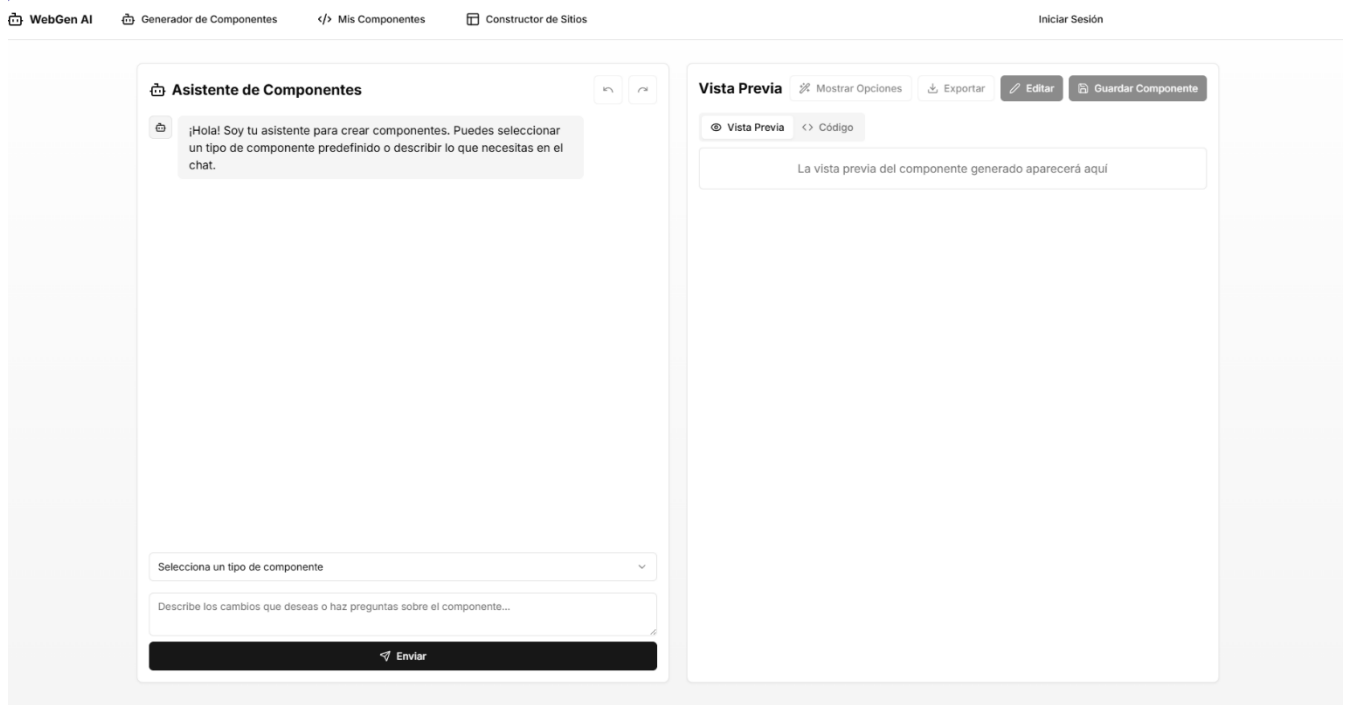 WebGen AI
Generador de Componentes
Mis Componentes
Constructor de Sitios
Iniciar Sesión
Asistente de Componentes
¡Hola! Soy tu asistente para crear componentes. Puedes seleccionar
un tipo de componente predefinido o describir lo que necesitas en el
chat.
Selecciona un tipo de componente
Describe los cambios que deseas o haz preguntas sobre el componente...
Enviar
Vista Previa
Mostrar Opciones
Exportar
Editar
Guardar Componente
Vista Previa
Código
La vista previa del componente generado aparecerá aquí